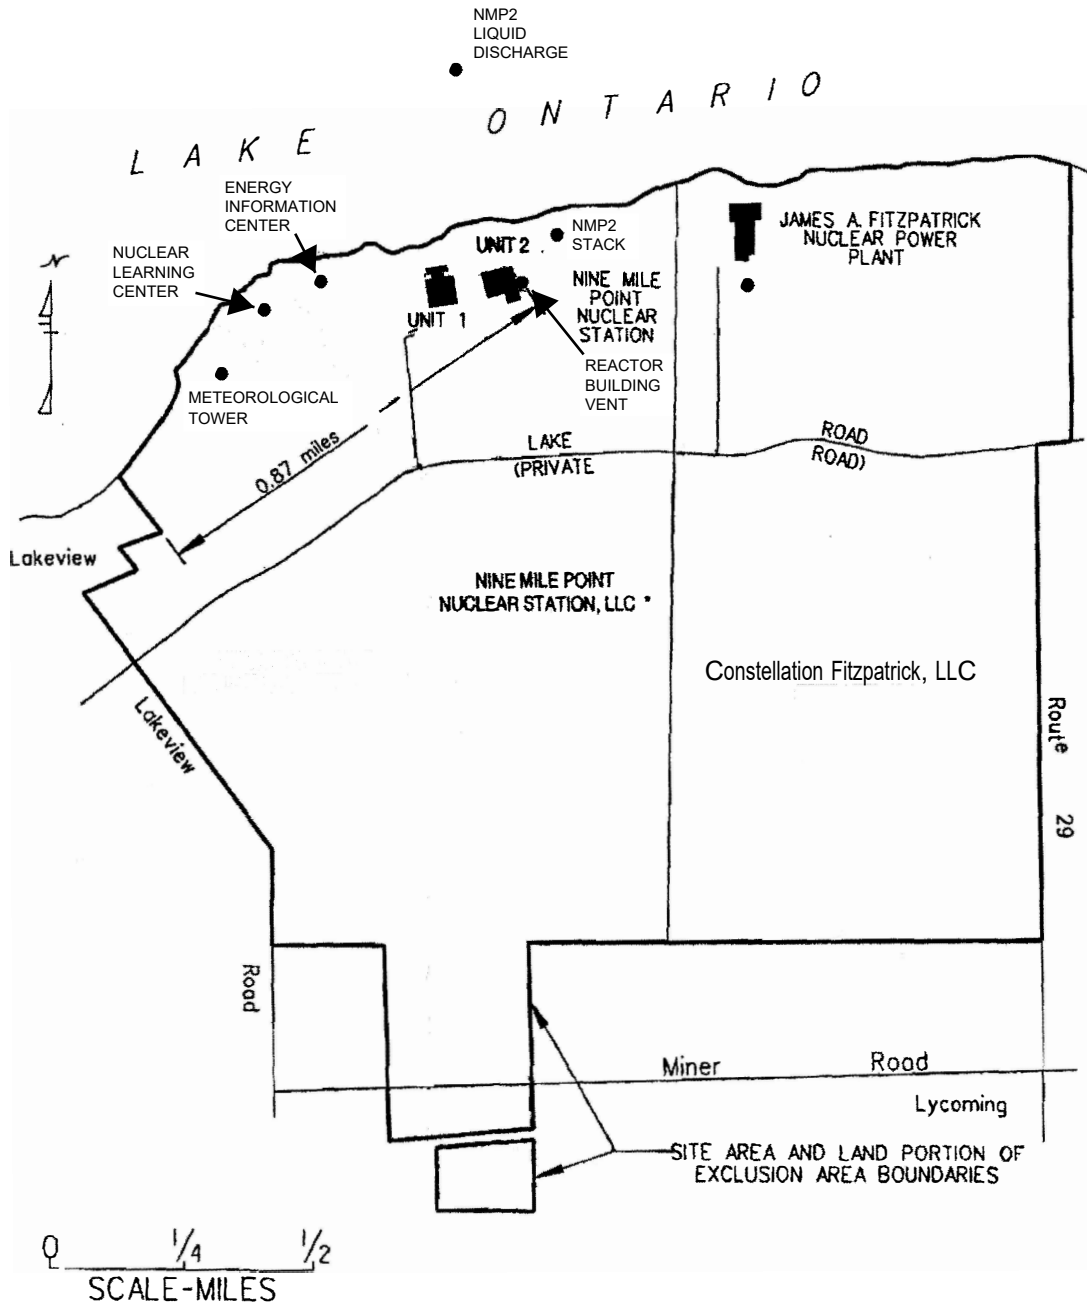 NMP2
LIQUID
DISCHARGE
LAKE ONTARIO
ENERGY
INFORMATION
CENTER
NUCLEAR
LEARNING
CENTER
N
METEOROLOGICAL
TOWER
UNIT 1
UNIT 2
NMP2
STACK
NINE MILE
POINT
NUCLEAR
STATION
REACTOR
BUILDING
VENT
JAMES A. FITZPATRICK
NUCLEAR POWER
PLANT
0.87 miles
LAKE ROAD
(PRIVATE ROAD)
Lakeview
NINE MILE POINT
NUCLEAR STATION, LLC *
Constellation Fitzpatrick, LLC
Lakeview
Route 29
Road
Miner Road
Lycoming
SITE AREA AND LAND PORTION OF
EXCLUSION AREA BOUNDARIES
0 1/4 1/2
SCALE-MILES